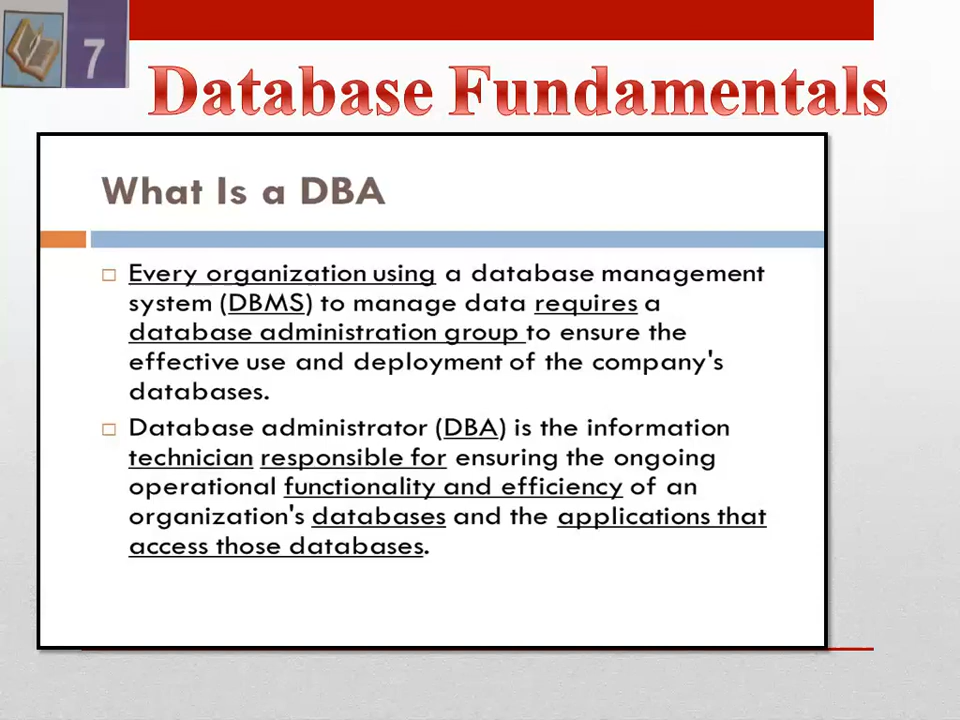 7
Database Fundamentals
What Is a DBA
Every organization using a database management
system (DBMS) to manage data requires a
database administration group to ensure the
effective use and deployment of the company's
databases.
Database administrator (DBA) is the information
technician responsible for ensuring the ongoing
operational functionality and efficiency of an
organization's databases and the applications that
access those databases.